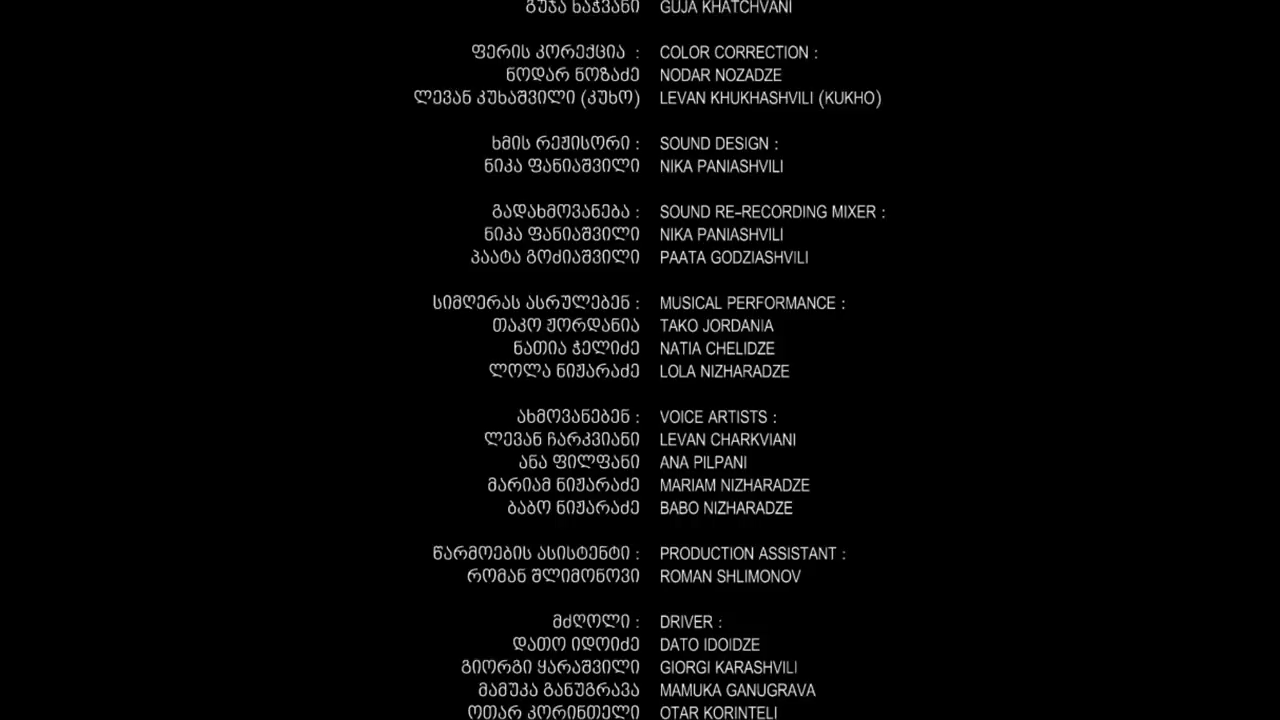 გუჯა ხაჭვანი GUJA KHATCHVANI
ფერის კორექცია : COLOR CORRECTION :
ნოდარ ნოზაძე NODAR NOZADZE
ლევან კუხაშვილი (კუხო) LEVAN KHUKHASHVILI (KUKHO)
ხმის რეჟისორი : SOUND DESIGN :
ნიკა ფანიაშვილი NIKA PANIASHVILI
გადახმოვანება : SOUND RE-RECORDING MIXER :
ნიკა ფანიაშვილი NIKA PANIASHVILI
პაატა გოძიაშვილი PAATA GODZIASHVILI
სიმღერას ასრულებენ : MUSICAL PERFORMANCE :
თაკო ჟორდანია TAKO JORDANIA
ნათია ჭელიძე NATIA CHELIDZE
ლოლა ნიჟარაძე LOLA NIZHARADZE
ახმოვანებენ : VOICE ARTISTS :
ლევან ჩარკვიანი LEVAN CHARKVIANI
ანა ფილფანი ANA PILPANI
მარიამ ნიჟარაძე MARIAM NIZHARADZE
ბაბო ნიჟარაძე BABO NIZHARADZE
წარმოების ასისტენტი : PRODUCTION ASSISTANT :
რომან შლიმონოვი ROMAN SHLIMONOV
მძღოლი : DRIVER :
დათო იდოიძე DATO IDOIDZE
გიორგი ყარაშვილი GIORGI KARASHVILI
მამუკა განუგრავა MAMUKA GANUGRAVA
ოთარ კორინთელი OTAR KORINTELI